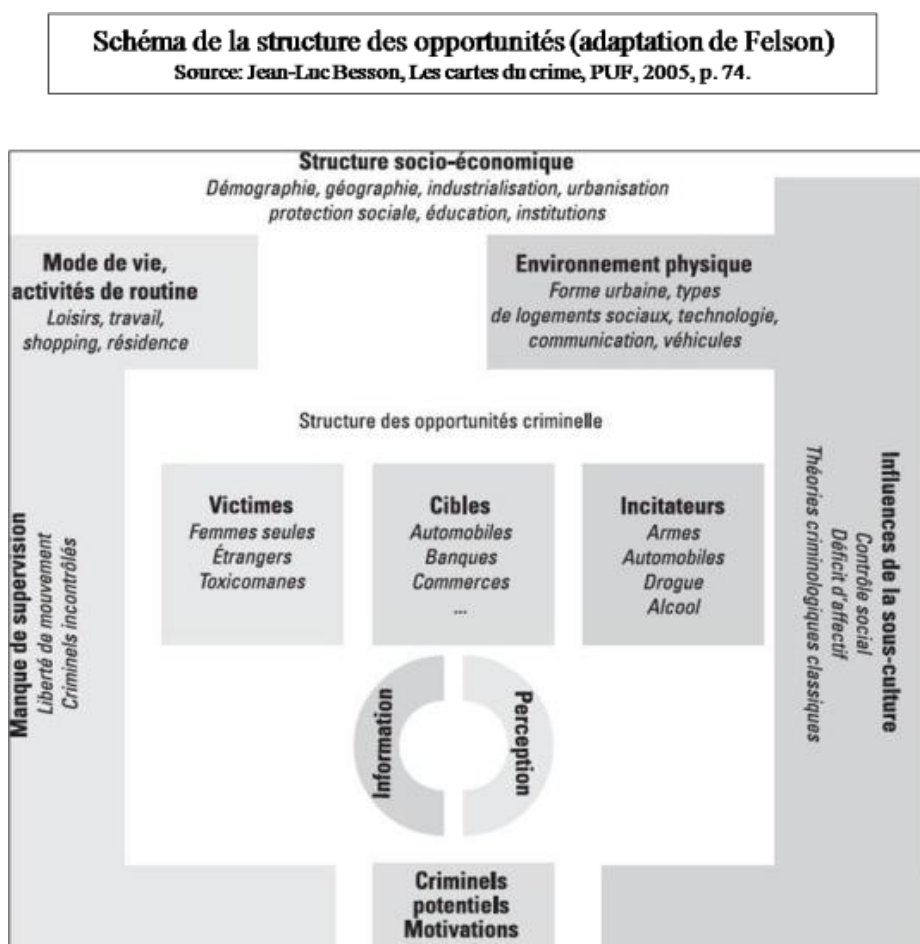 Schéma de la structure des opportunités (adaptation de Felson)
Source: Jean-Luc Besson, Les cartes du crime, PUF, 2005, p. 74.
Structure socio-économique
Démographie, géographie, industrialisation, urbanisation
protection sociale, éducation, institutions
Mode de vie,
activités de routine
Loisirs, travail,
shopping, résidence
Environnement physique
Forme urbaine, types
de logements sociaux, technologie,
communication, véhicules
Structure des opportunités criminelle
Manque de supervision
Liberté de mouvement
Criminels incontrôlés
Victimes
Femmes seules
Étrangers
Toxicomanes
Cibles
Automobiles
Banques
Commerces
...
Incitateurs
Armes
Automobiles
Drogue
Alcool
Influences de la sous-culture
Contrôle social
Déficit d'affectif
Théories criminologiques classiques
Information
Perception
Criminels
potentiels
Motivations